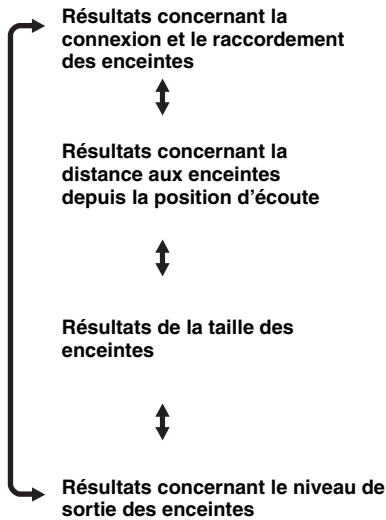 Résultats concernant la
connexion et le raccordement
des enceintes
Résultats concernant la
distance aux enceintes
depuis la position d’écoute
Résultats de la taille des
enceintes
Résultats concernant le niveau de
sortie des enceintes